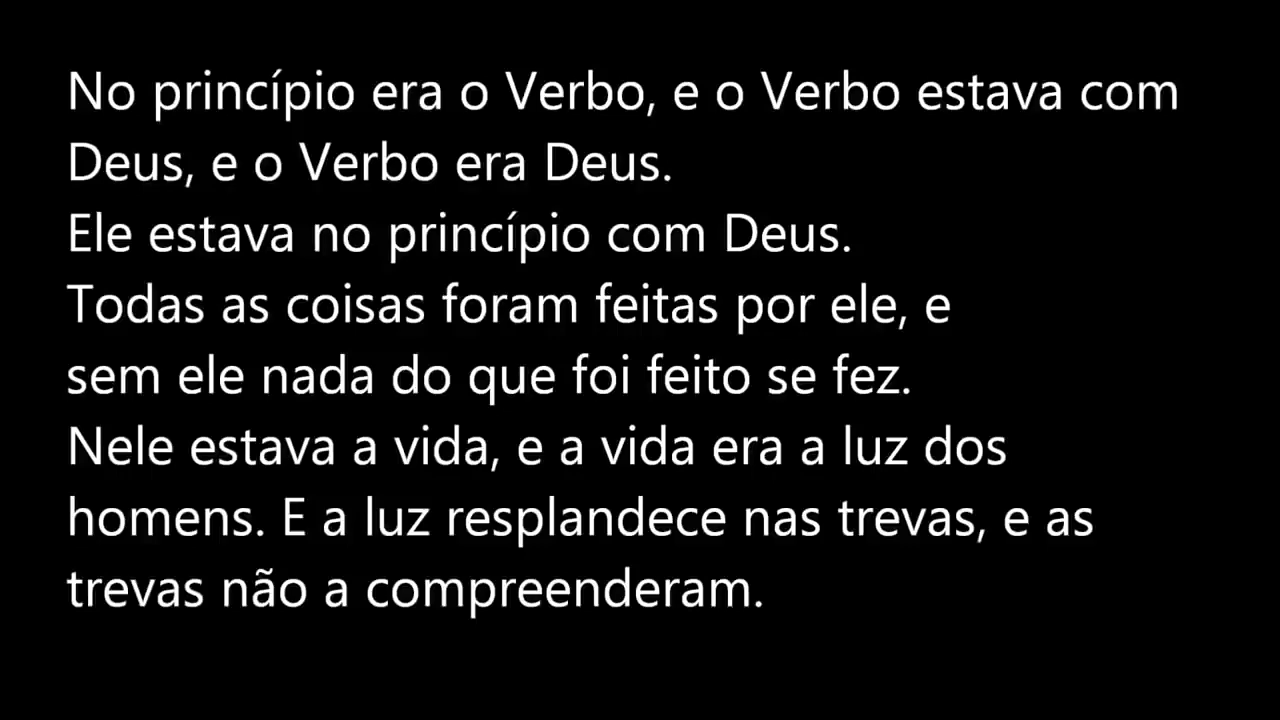 No princípio era o Verbo, e o Verbo estava com
Deus, e o Verbo era Deus.
Ele estava no princípio com Deus.
Todas as coisas foram feitas por ele, e
sem ele nada do que foi feito se fez.
Nele estava a vida, e a vida era a luz dos
homens. E a luz resplandece nas trevas, e as
trevas não a compreenderam.